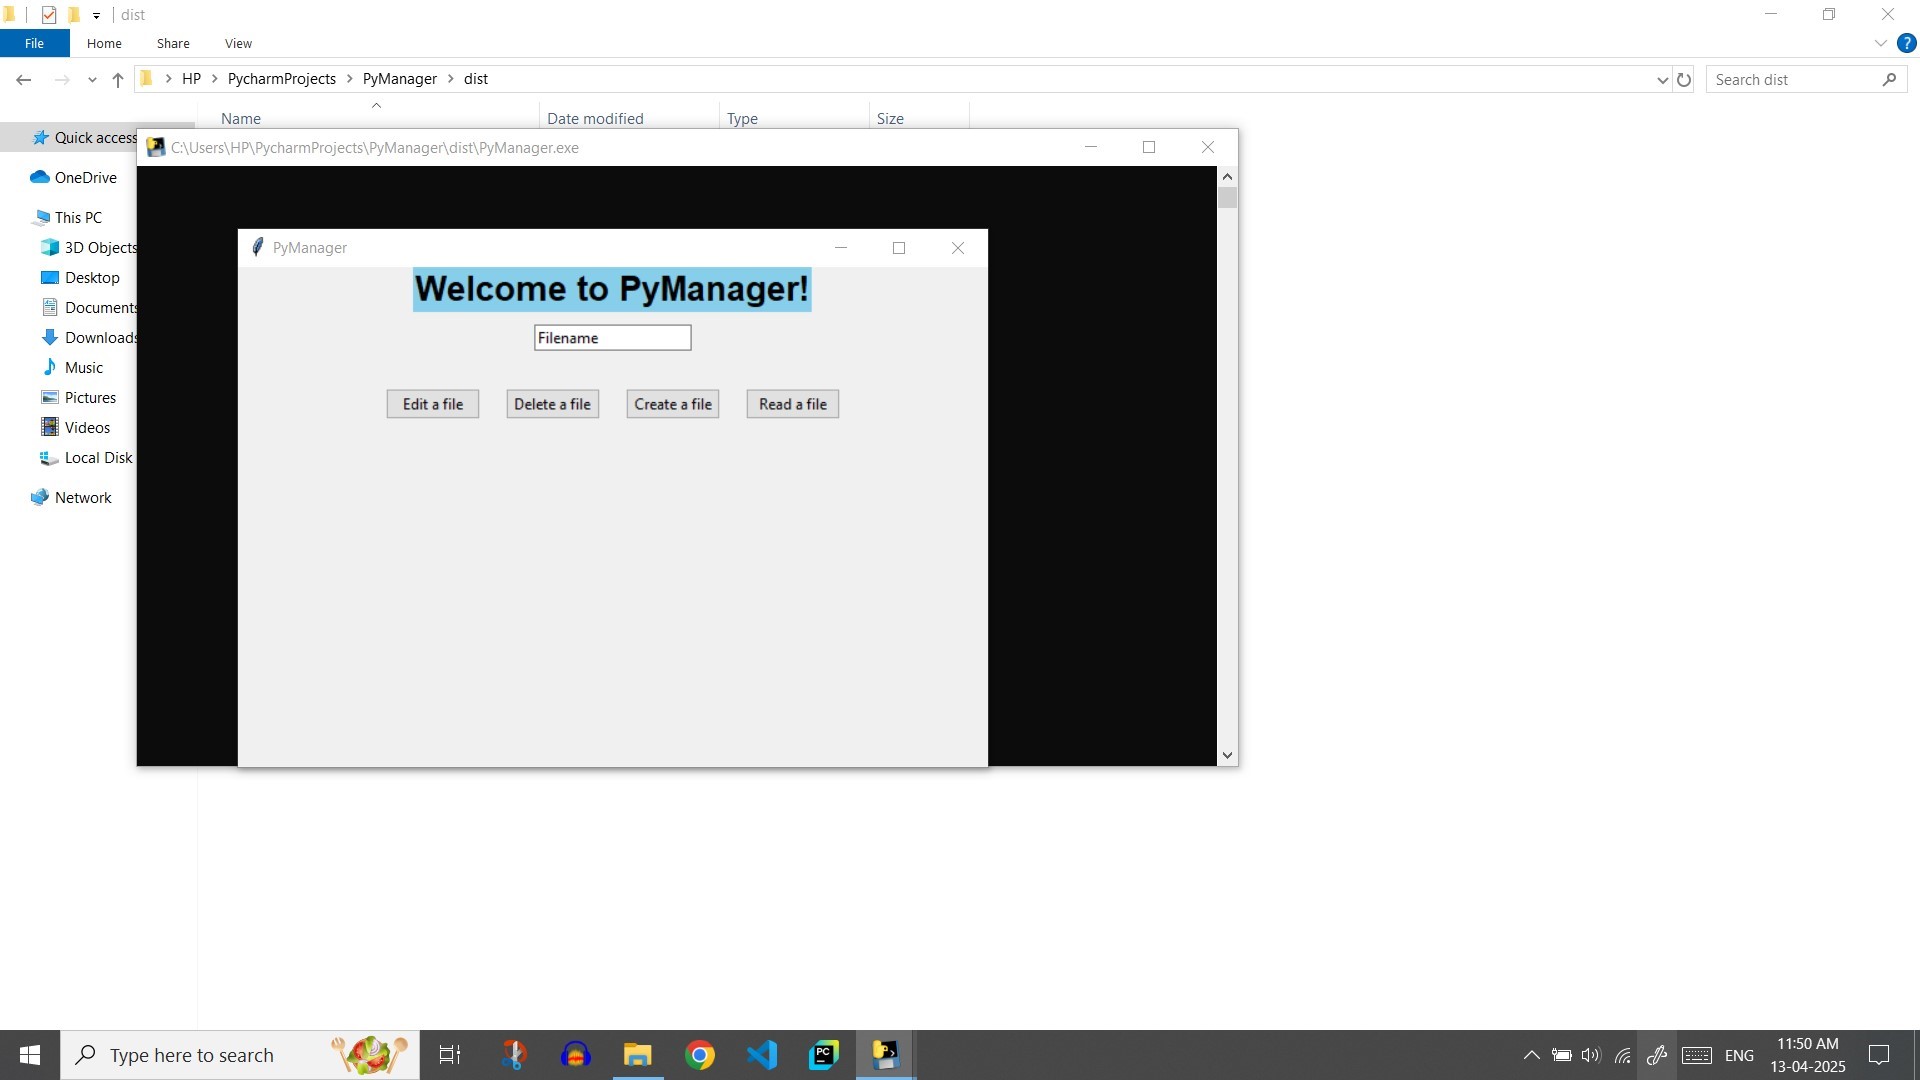 dist
File Home Share View
HP PycharmProjects PyManager dist
Search dist
Name Date modified Type Size
Quick access
C:\Users\HP\PycharmProjects\PyManager\dist\PyManager.exe
OneDrive
This PC
3D Objects
Desktop
Documents
Downloads
Music
Pictures
Videos
Local Disk
Network
PyManager
Welcome to PyManager!
Filename
Edit a file Delete a file Create a file Read a file
Type here to search
PC
ENG
11:50 AM
13-04-2025